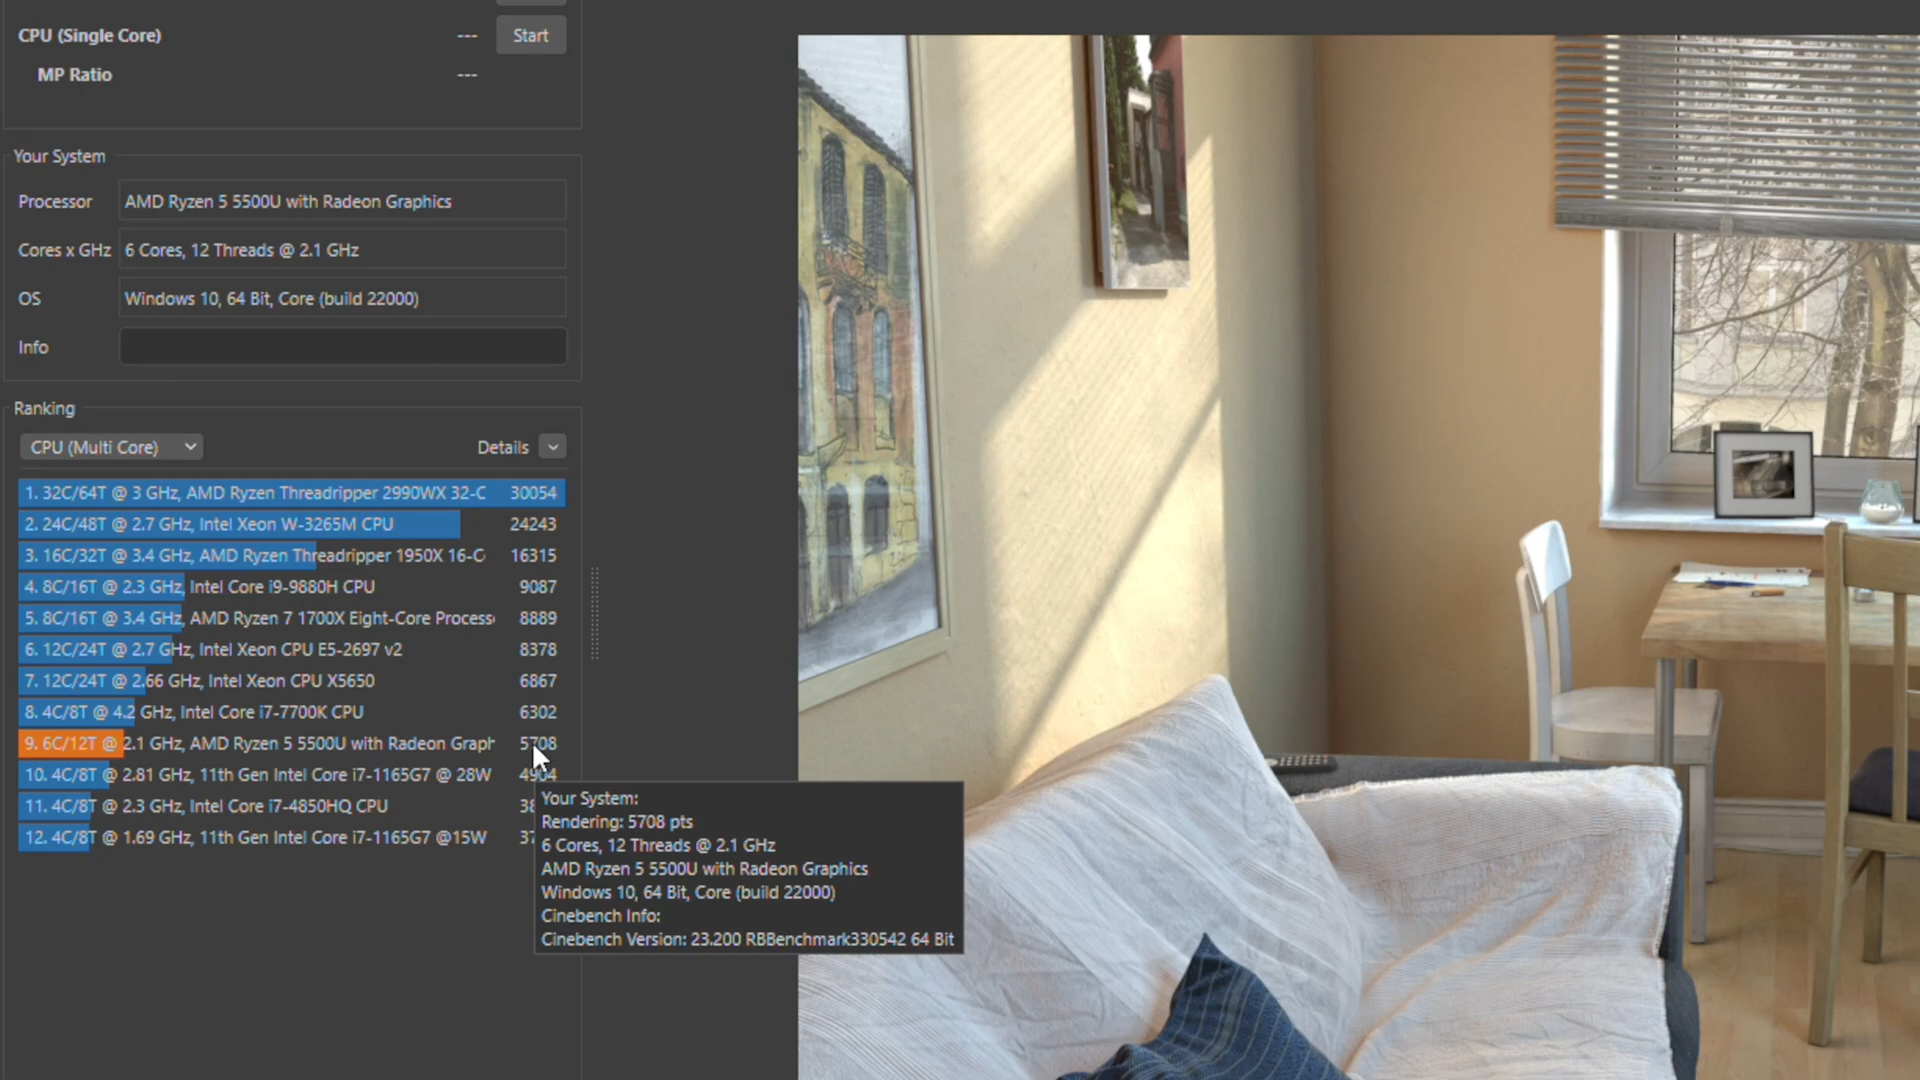 CPU (Single Core) --- Start
MP Ratio ---
Your System
Processor AMD Ryzen 5 5500U with Radeon Graphics
Cores x GHz 6 Cores, 12 Threads @ 2.1 GHz
OS Windows 10, 64 Bit, Core (build 22000)
Info
Ranking
CPU (Multi Core) Details
1. 32C/64T @ 3 GHz, AMD Ryzen Threadripper 2990WX 32-C 30054
2. 24C/48T @ 2.7 GHz, Intel Xeon W-3265M CPU 24243
3. 16C/32T @ 3.4 GHz, AMD Ryzen Threadripper 1950X 16-C 16315
4. 8C/16T @ 2.3 GHz, Intel Core i9-9880H CPU 9087
5. 8C/16T @ 3.4 GHz, AMD Ryzen 7 1700X Eight-Core Process 8889
6. 12C/24T @ 2.7 GHz, Intel Xeon CPU E5-2697 v2 8378
7. 12C/24T @ 2.66 GHz, Intel Xeon CPU X5650 6867
8. 4C/8T @ 4.2 GHz, Intel Core i7-7700K CPU 6302
9. 6C/12T @ 2.1 GHz, AMD Ryzen 5 5500U with Radeon Graph 5708
10. 4C/8T @ 2.81 GHz, 11th Gen Intel Core i7-1165G7 @ 28W 4904
11. 4C/8T @ 2.3 GHz, Intel Core i7-4850HQ CPU
12. 4C/8T @ 1.69 GHz, 11th Gen Intel Core i7-1165G7 @15W
Your System:
Rendering: 5708 pts
6 Cores, 12 Threads @ 2.1 GHz
AMD Ryzen 5 5500U with Radeon Graphics
Windows 10, 64 Bit, Core (build 22000)
Cinebench Info:
Cinebench Version: 23.200 RBBenchmark330542 64 Bit